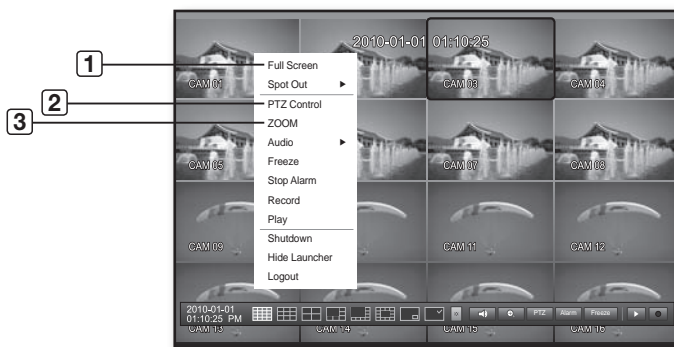 2010-01-01 01:10:25
1
Full Screen
CAM 01
Spot Out
CAM 03
CAM 04
2
PTZ Control
3
ZOOM
Audio
CAM 05
CAM 07
CAM 08
Freeze
Stop Alarm
Record
Play
Shutdown
CAM 09
CAM 11
CAM 12
Hide Launcher
Logout
2010-01-01
01:10:25 PM
PTZ
Alarm
Freeze
CAM 13
CAM 14
CAM 15
CAM 16